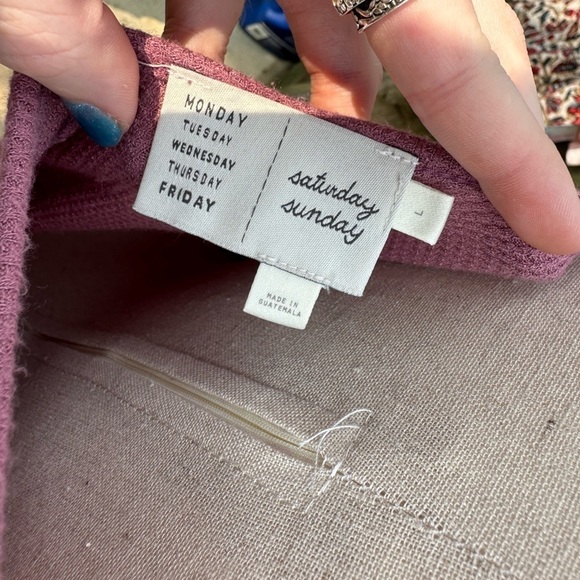 MONDAY
TUESDAY
WEDNESDAY
THURSDAY
FRIDAY
saturday
sunday
L
MADE IN
GUATEMALA